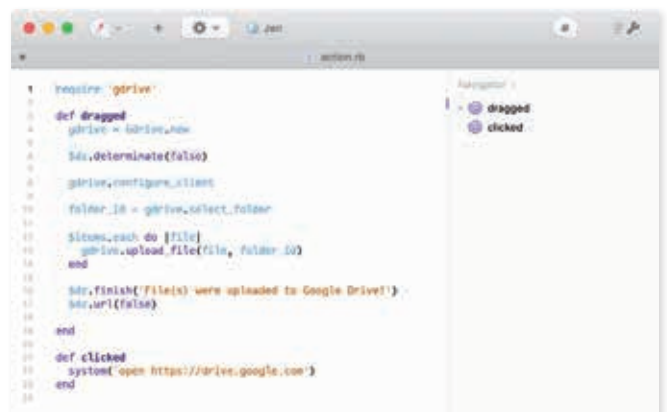 action.rb
Navigator
1 require 'gdrive'
def dragged
gdrive = Gdrive.new
$dz.determinate(false)
gdrive.configure_client
folder_id = gdrive.select_folder
$items.each do |file|
gdrive.upload_file(file, folder_id)
end
$dz.finish('File(s) were uploaded to Google Drive!')
$dz.url(false)
end
def clicked
system('open https://drive.google.com')
end
dragged
clicked